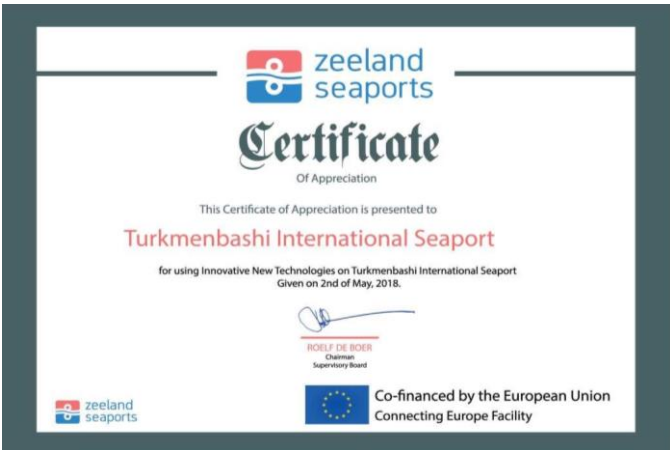 zeeland
seaports
Certificate
Of Appreciation
This Certificate of Appreciation is presented to
Turkmenbashi International Seaport
for using Innovative New Technologies on Turkmenbashi International Seaport
Given on 2nd of May, 2018.
ROELF DE BOER
Chairman
Supervisory Board
zeeland
seaports
Co-financed by the European Union
Connecting Europe Facility